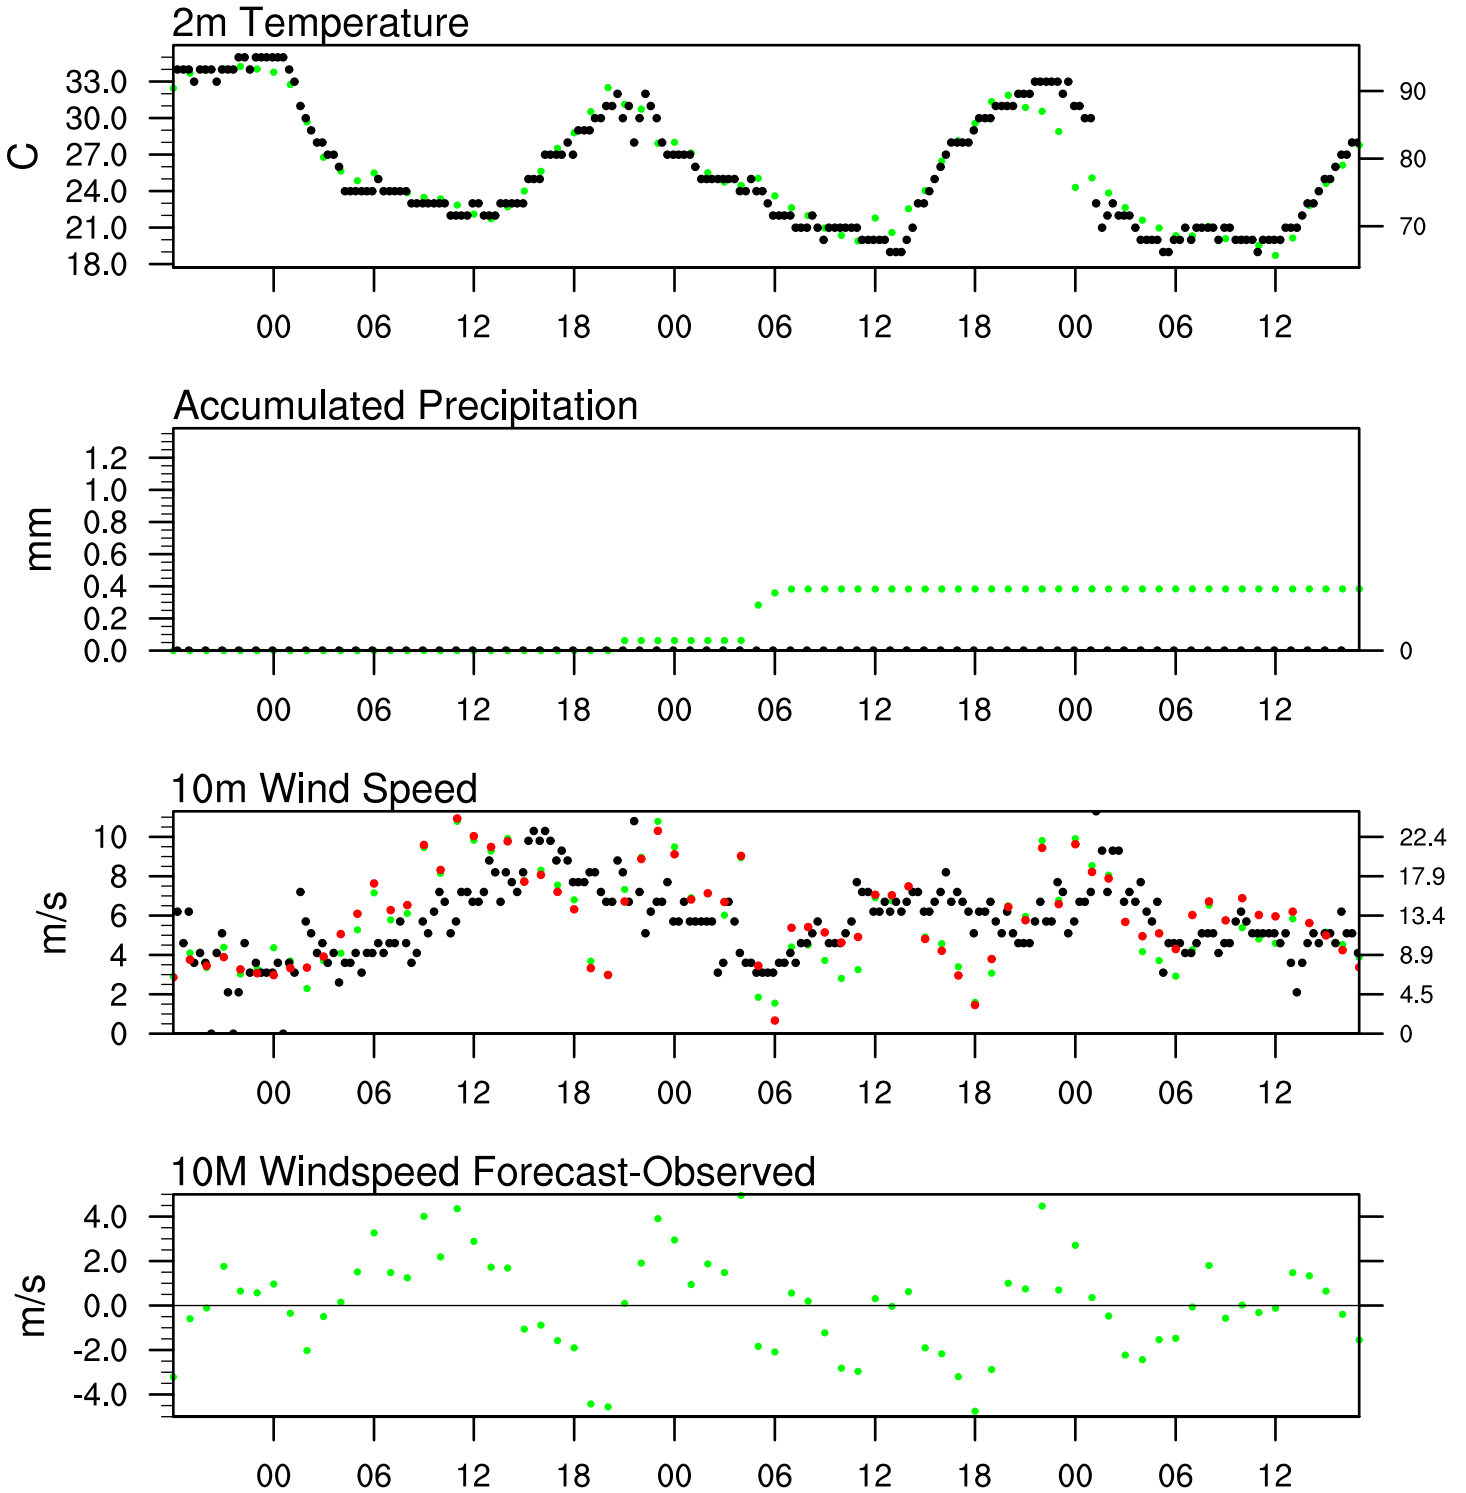 2m Temperature
33.0
30.0
27.0
24.0
21.0
18.0
C
90
80
70
00 06 12 18 00 06 12 18 00 06 12
Accumulated Precipitation
1.2
1.0
0.8
0.6
0.4
0.2
0.0
mm
0
00 06 12 18 00 06 12 18 00 06 12
10m Wind Speed
10
8
6
4
2
0
m/s
22.4
17.9
13.4
8.9
4.5
0
00 06 12 18 00 06 12 18 00 06 12
10M Windspeed Forecast-Observed
4.0
2.0
0.0
-2.0
-4.0
m/s
00 06 12 18 00 06 12 18 00 06 12